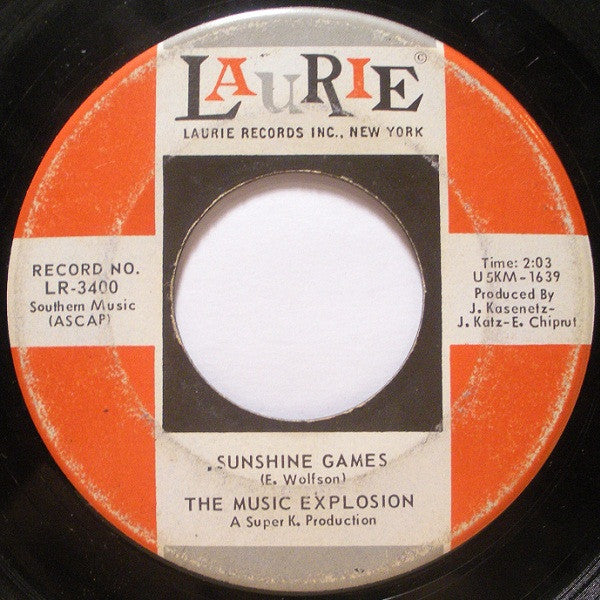 LAuRIE©
LAURIE RECORDS INC., NEW YORK
RECORD NO.
LR-3400
Southern Music
(ASCAP)
Time: 2:03
U5KM-1639
Produced By
J. Kasenetz-
J. Katz-E. Chiprut
SUNSHINE GAMES
(E. Wolfson)
THE MUSIC EXPLOSION
A Super K. Production